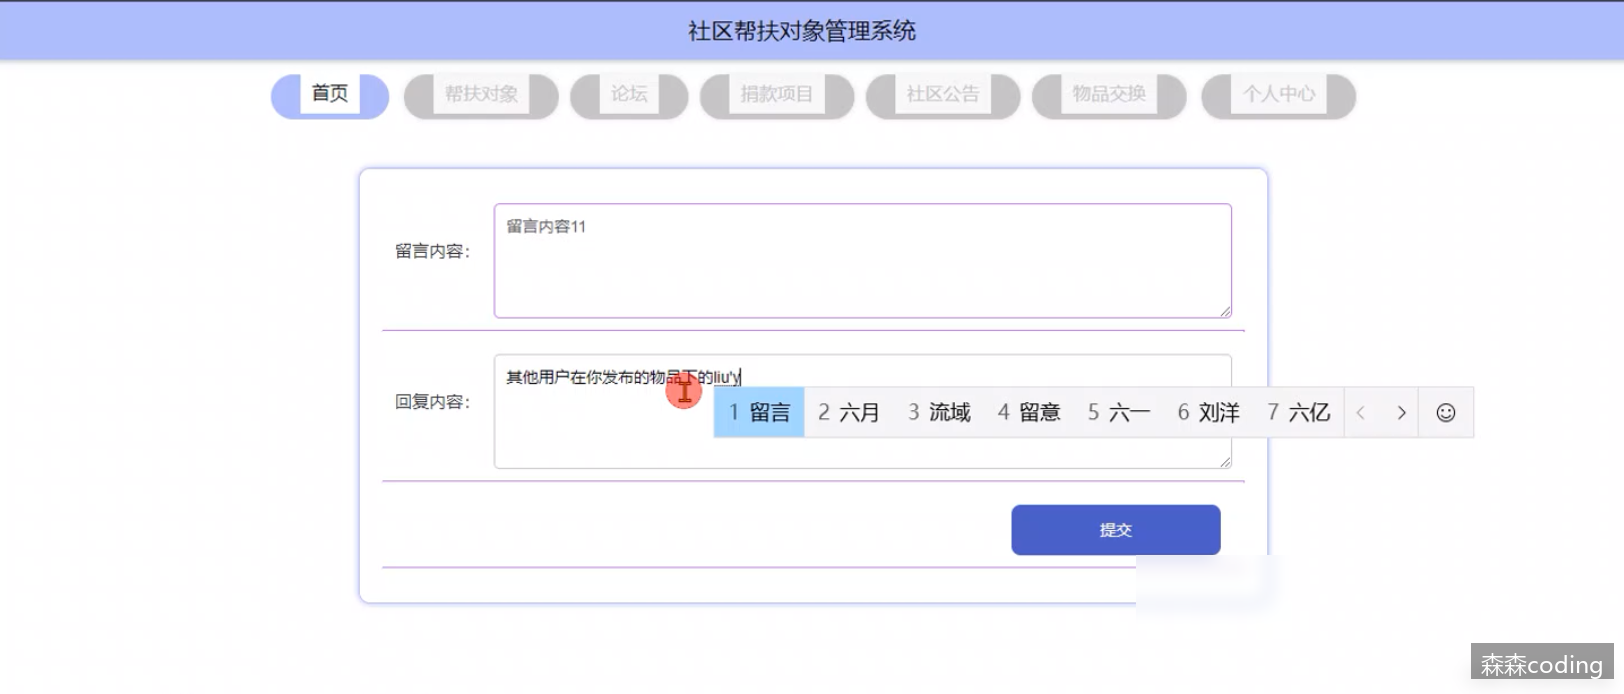 社区帮扶对象管理系统
首页 帮扶对象 论坛 捐款项目 社区公告 物品交换 个人中心
留言内容：
留言内容11
回复内容：
其他用户在你发布的物品下的liu'y
1 留言 2 六月 3 流域 4 留意 5 六一 6 刘洋 7 六亿
提交
森森coding